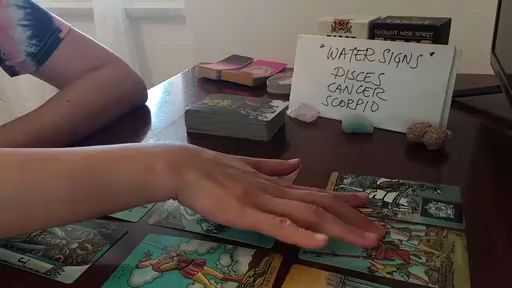 RADIANT WISE SPIRIT
WATER SIGNS
PISCES
CANCER
SCORPIO